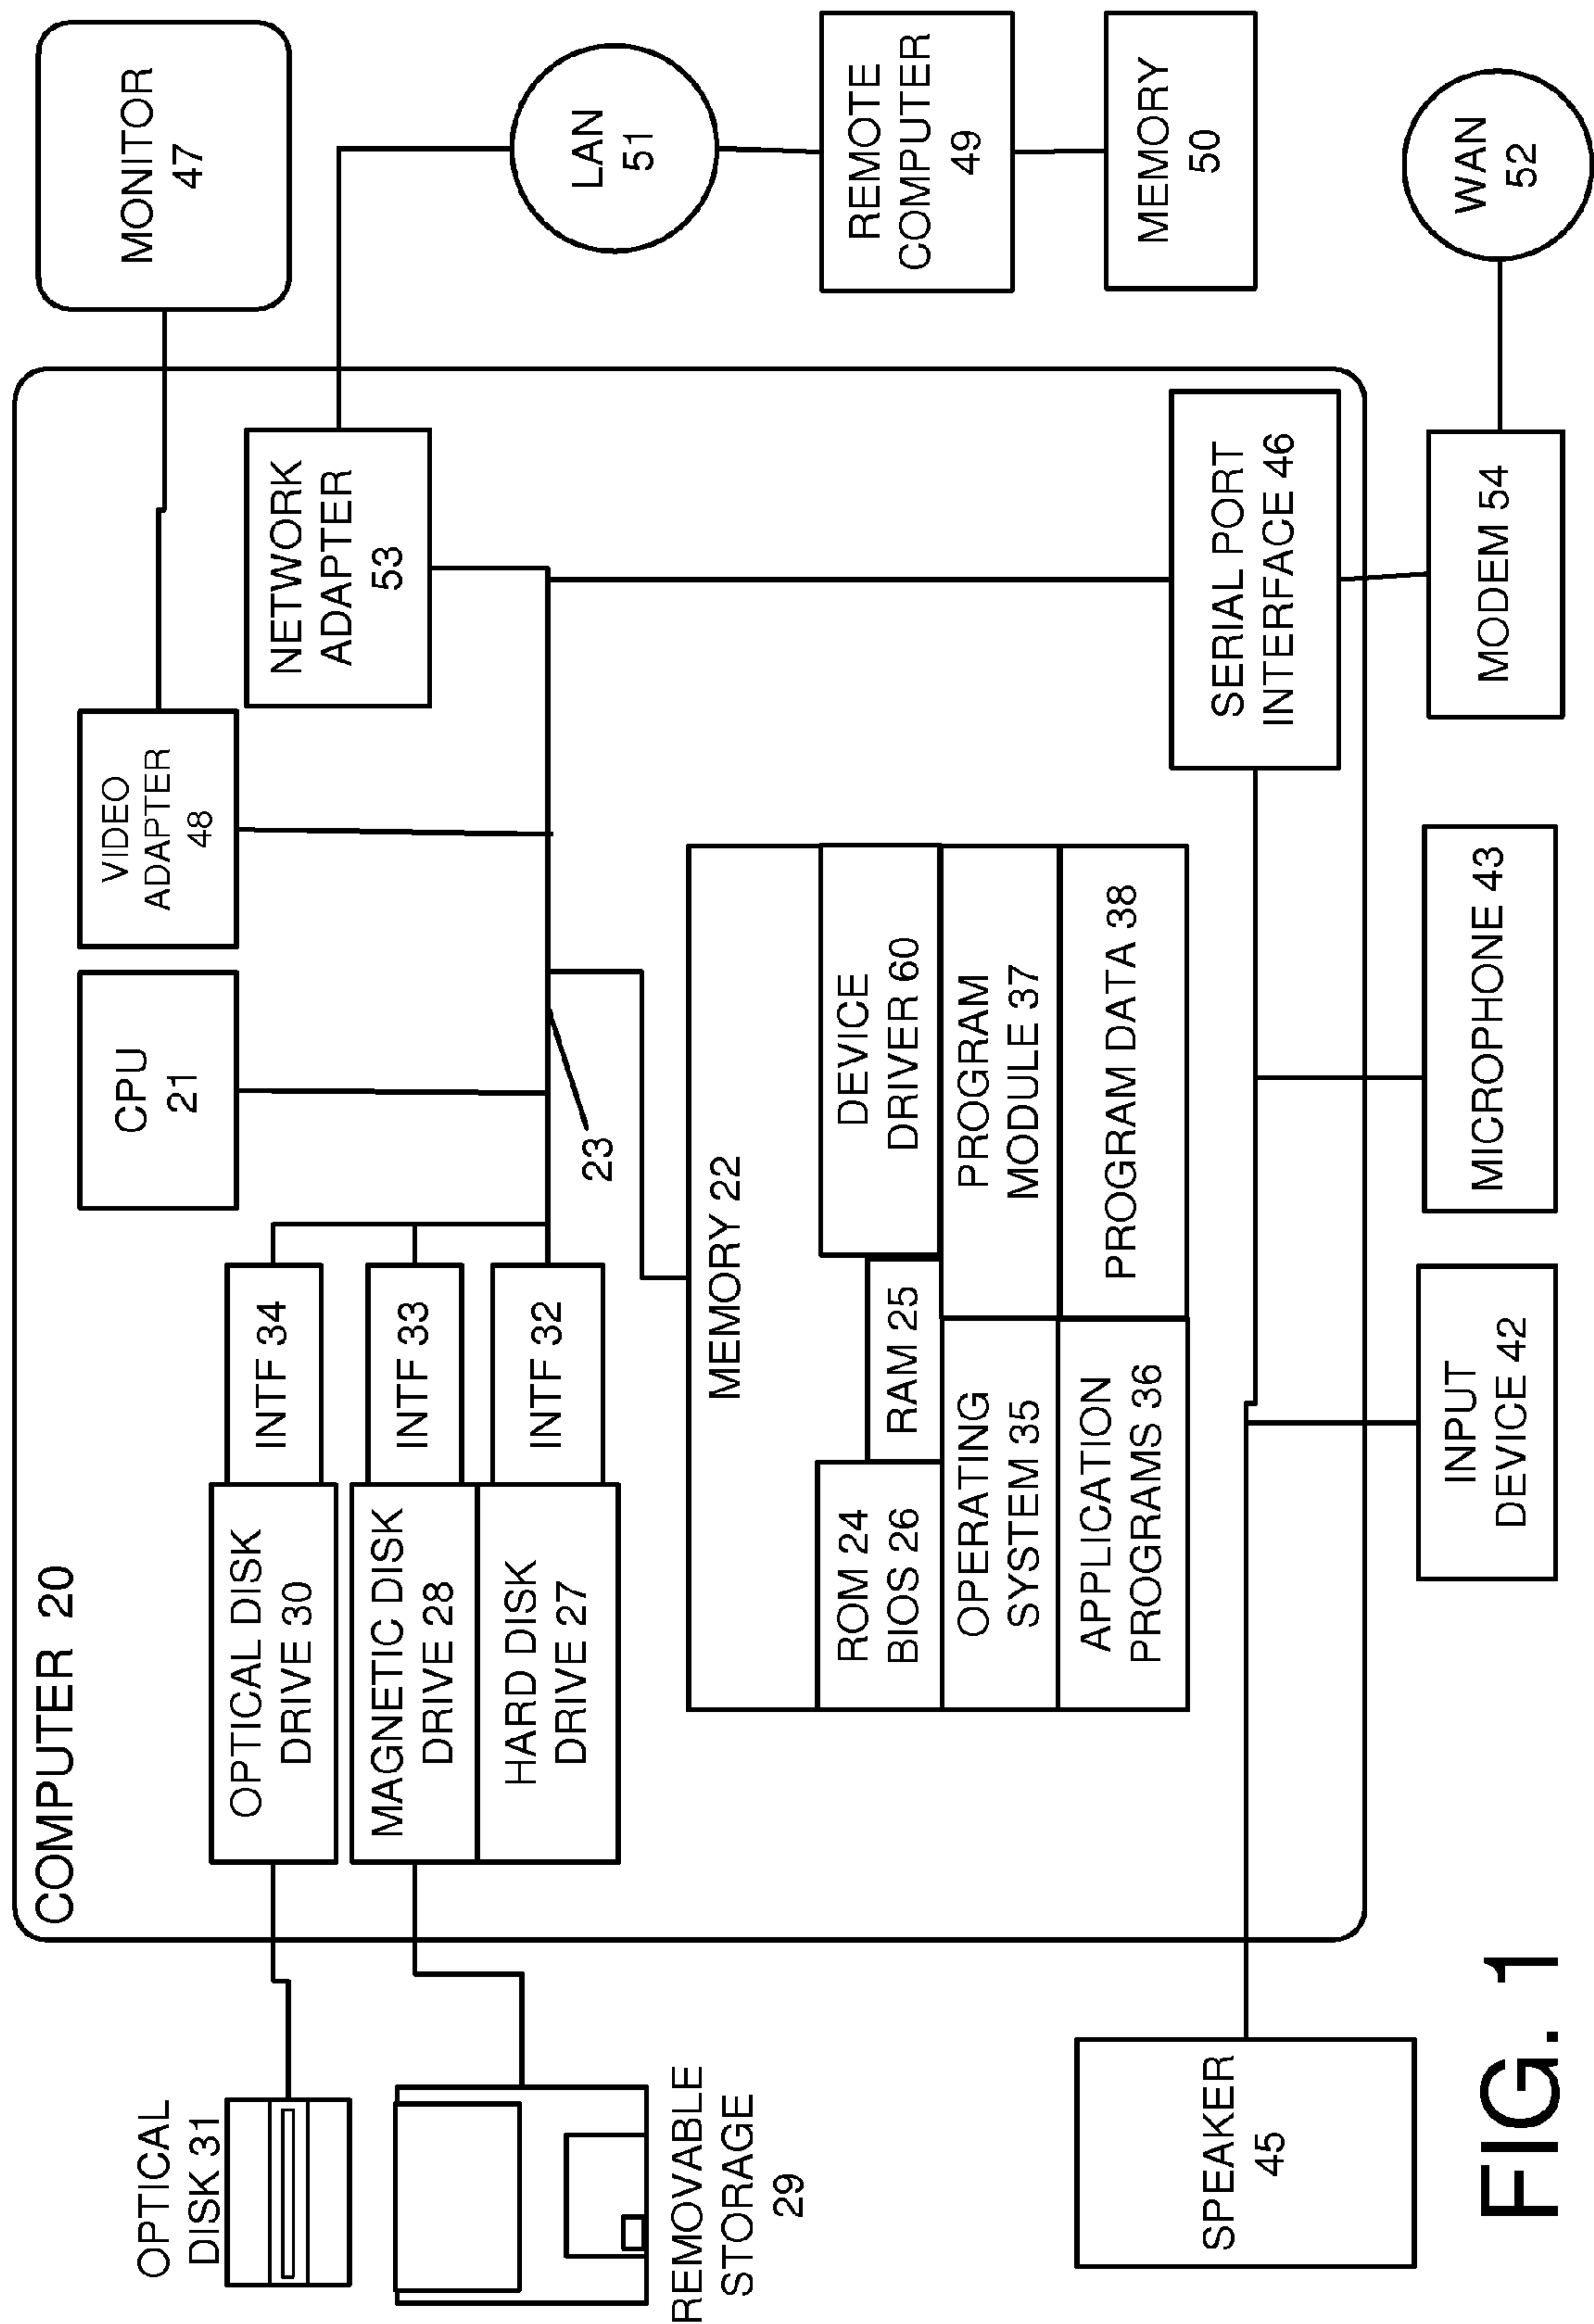 COMPUTER 20
OPTICAL
DISK 31
OPTICAL DISK
DRIVE 30
INTF 34
CPU
21
VIDEO
ADAPTER
48
MONITOR
47
REMOVABLE
STORAGE
29
MAGNETIC DISK
DRIVE 28
INTF 33
HARD DISK
DRIVE 27
INTF 32
23
NETWORK
ADAPTER
53
LAN
51
MEMORY 22
ROM 24
BIOS 26
RAM 25
DEVICE
DRIVER 60
OPERATING
SYSTEM 35
PROGRAM
MODULE 37
APPLICATION
PROGRAMS 36
PROGRAM DATA 38
REMOTE
COMPUTER
49
MEMORY
50
SPEAKER
45
SERIAL PORT
INTERFACE 46
INPUT
DEVICE 42
MICROPHONE 43
MODEM 54
WAN
52
FIG. 1